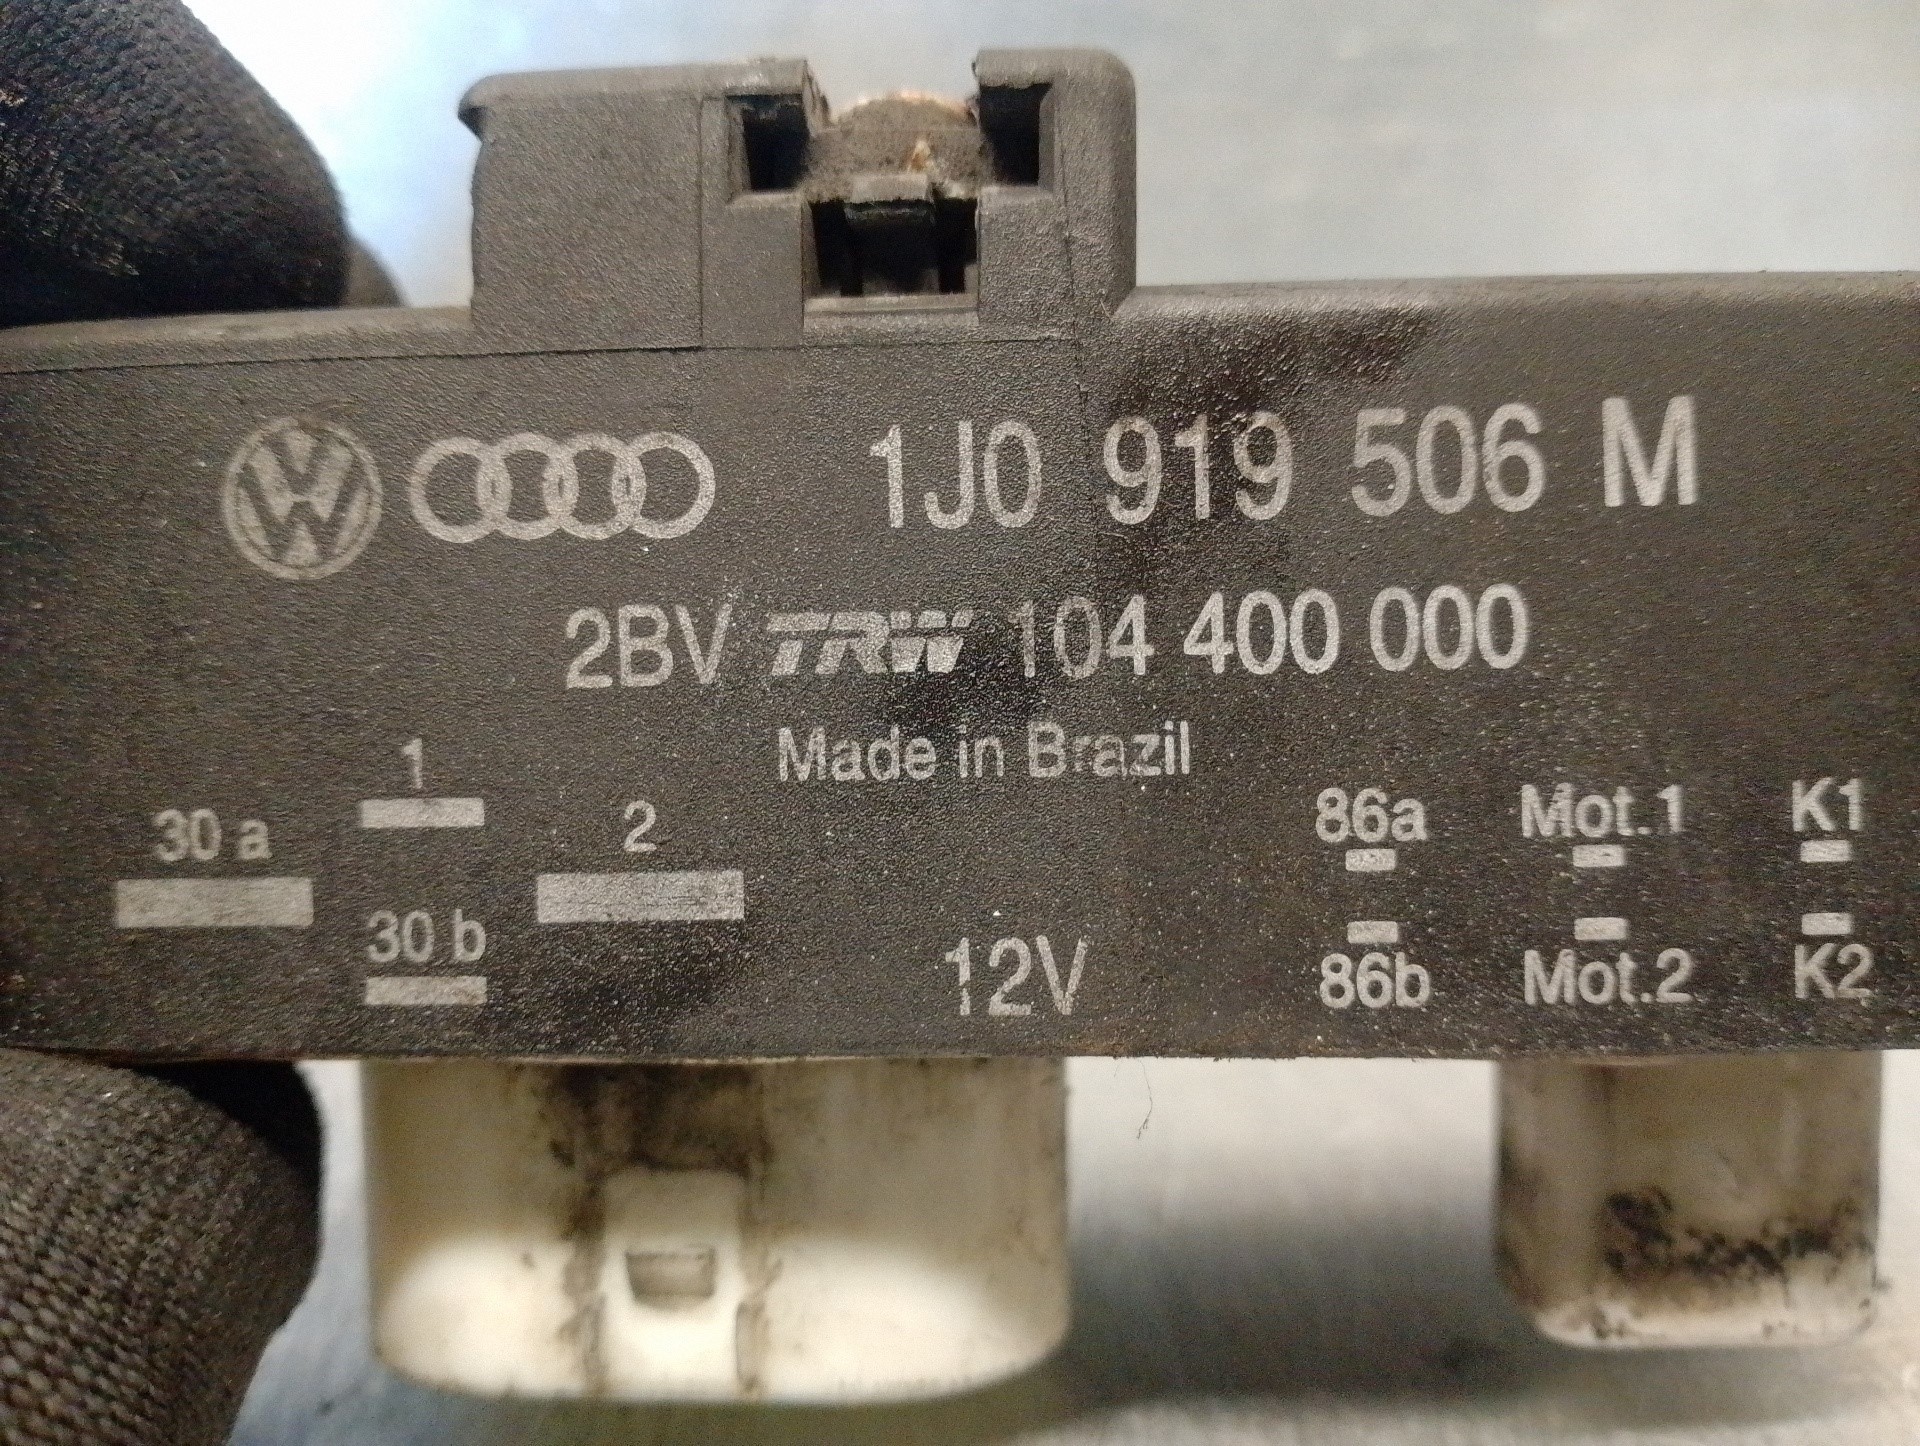 1J0 919 506 M
2BV TRW 104 400 000
Made in Brazil
30 a 1 2
30 b
12V
86a Mot.1 K1
86b Mot.2 K2